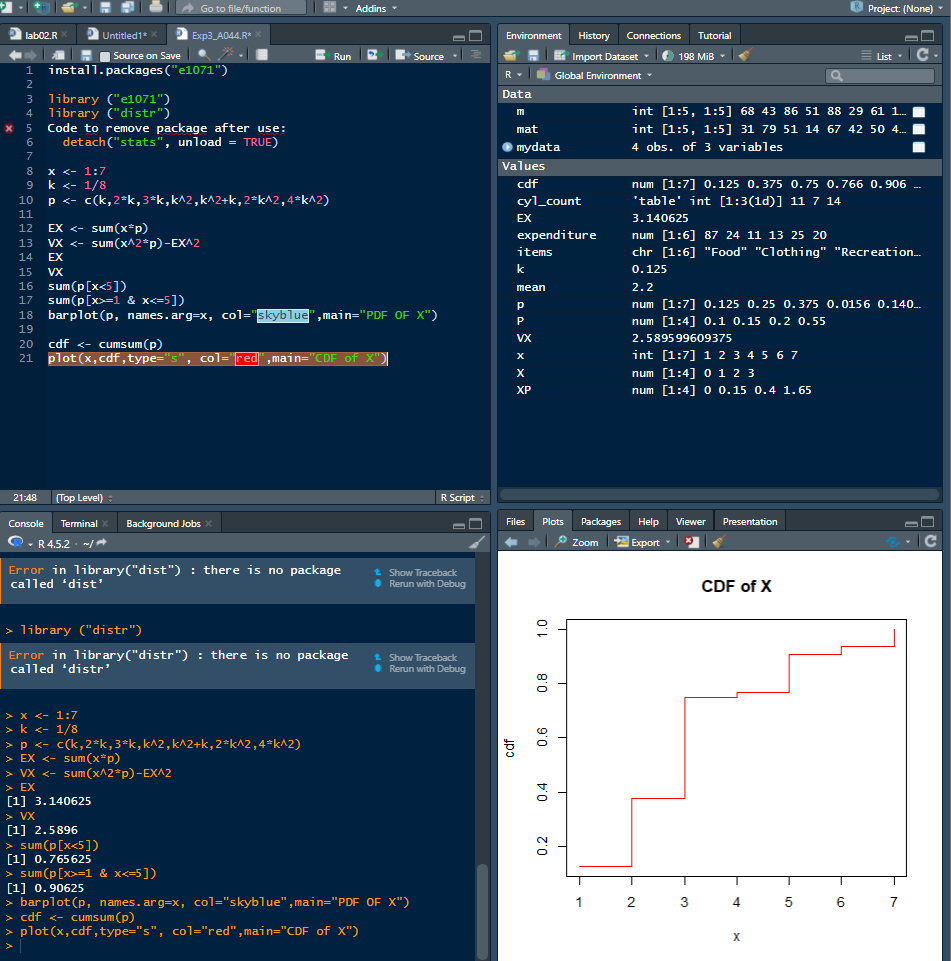 Go to file/function
Addins
Project: (None)
lab02.R
Untitled1*
Exp3_A044.R*
Source on Save
Run
Source
1 install.packages("e1071")
2
3 library ("e1071")
4 library ("distr")
5 Code to remove package after use:
6 detach("stats", unload = TRUE)
7
8 x <- 1:7
9 k <- 1/8
10 p <- c(k,2*k,3*k,k^2,k^2+k,2*k^2,4*k^2)
11
12 EX <- sum(x*p)
13 VX <- sum(x^2*p)-EX^2
14 EX
15 VX
16 sum(p[x<5])
17 sum(p[x>=1 & x<=5])
18 barplot(p, names.arg=x, col="skyblue",main="PDF OF X")
19
20 cdf <- cumsum(p)
21 plot(x,cdf,type="s", col="red",main="CDF of X")
21:48 (Top Level) R Script
Environment History Connections Tutorial
Import Dataset 198 MiB List
R Global Environment
Data
m int [1:5, 1:5] 68 43 86 51 88 29 61 1…
mat int [1:5, 1:5] 31 79 51 14 67 42 50 4…
mydata 4 obs. of 3 variables
Values
cdf num [1:7] 0.125 0.375 0.75 0.766 0.906 …
cyl_count 'table' int [1:3(1d)] 11 7 14
EX 3.140625
expenditure num [1:6] 87 24 11 13 25 20
items chr [1:6] "Food" "Clothing" "Recreation…
k 0.125
mean 2.2
p num [1:7] 0.125 0.25 0.375 0.0156 0.140…
P num [1:4] 0.1 0.15 0.2 0.55
VX 2.589599609375
x int [1:7] 1 2 3 4 5 6 7
X num [1:4] 0 1 2 3
XP num [1:4] 0 0.15 0.4 1.65
Console Terminal Background Jobs
R 4.5.2 · ~/
Error in library("dist") : there is no package
called ‘dist’
Show Traceback
Rerun with Debug
> library ("distr")
Error in library("distr") : there is no package
called ‘distr’
Show Traceback
Rerun with Debug
> x <- 1:7
> k <- 1/8
> p <- c(k,2*k,3*k,k^2,k^2+k,2*k^2,4*k^2)
> EX <- sum(x*p)
> VX <- sum(x^2*p)-EX^2
> EX
[1] 3.140625
> VX
[1] 2.5896
> sum(p[x<5])
[1] 0.765625
> sum(p[x>=1 & x<=5])
[1] 0.90625
> barplot(p, names.arg=x, col="skyblue",main="PDF OF X")
> cdf <- cumsum(p)
> plot(x,cdf,type="s", col="red",main="CDF of X")
>
Files Plots Packages Help Viewer Presentation
Zoom Export
CDF of X
1.0
0.8
0.6
0.4
0.2
cdf
1 2 3 4 5 6 7
x